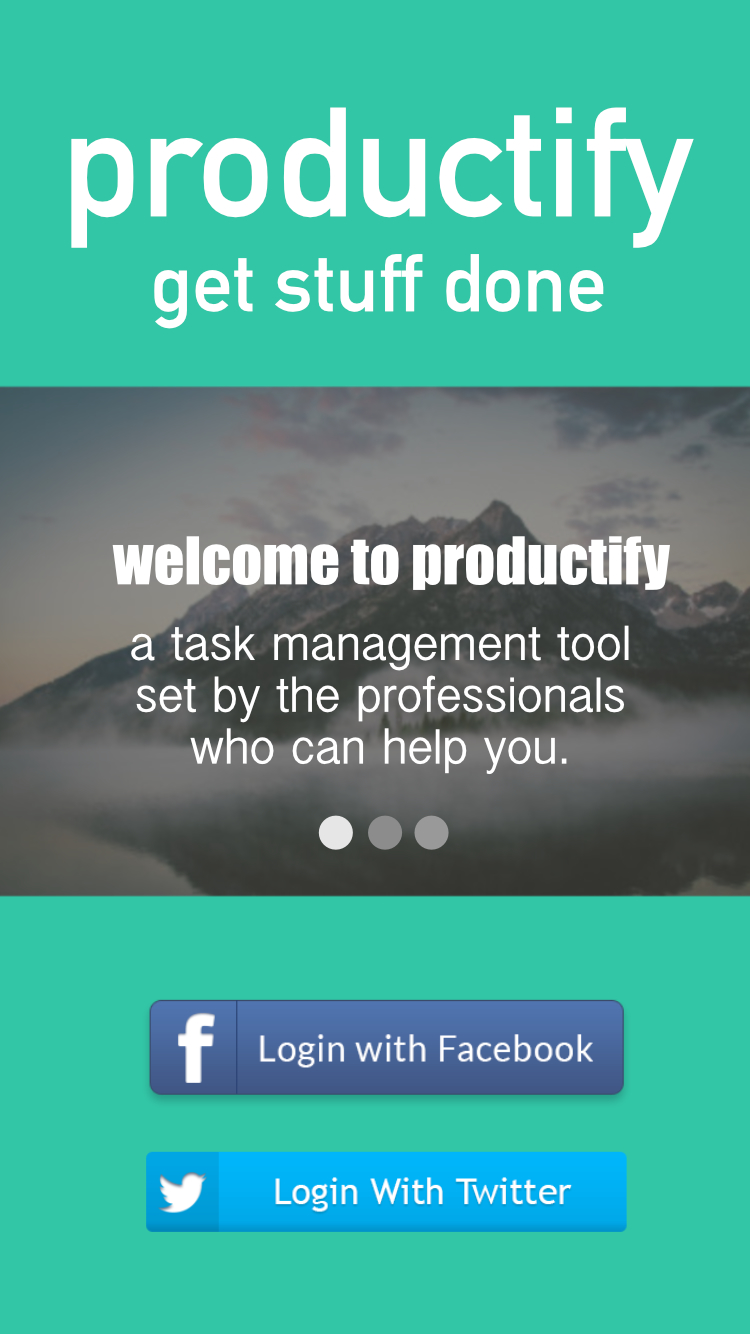 productify
get stuff done
welcome to productify
a task management tool
set by the professionals
who can help you.
Login with Facebook
Login With Twitter